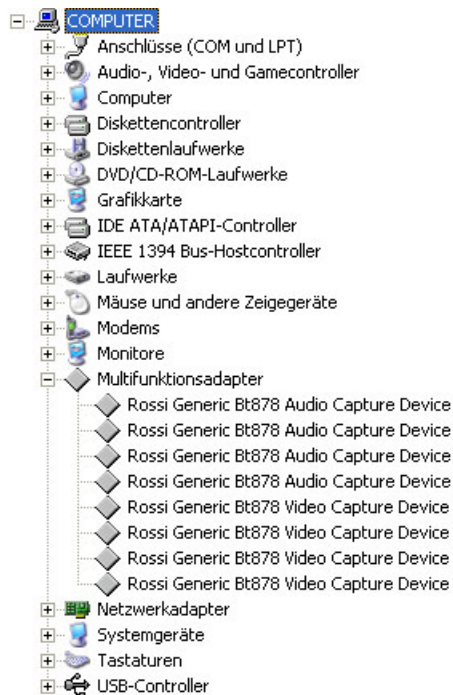 COMPUTER
Anschlüsse (COM und LPT)
Audio-, Video- und Gamecontroller
Computer
Diskettencontroller
Diskettenlaufwerke
DVD/CD-ROM-Laufwerke
Grafikkarte
IDE ATA/ATAPI-Controller
IEEE 1394 Bus-Hostcontroller
Laufwerke
Mäuse und andere Zeigegeräte
Modems
Monitore
Multifunktionsadapter
Rossi Generic Bt878 Audio Capture Device
Rossi Generic Bt878 Audio Capture Device
Rossi Generic Bt878 Audio Capture Device
Rossi Generic Bt878 Audio Capture Device
Rossi Generic Bt878 Video Capture Device
Rossi Generic Bt878 Video Capture Device
Rossi Generic Bt878 Video Capture Device
Rossi Generic Bt878 Video Capture Device
Netzwerkadapter
Systemgeräte
Tastaturen
USB-Controller